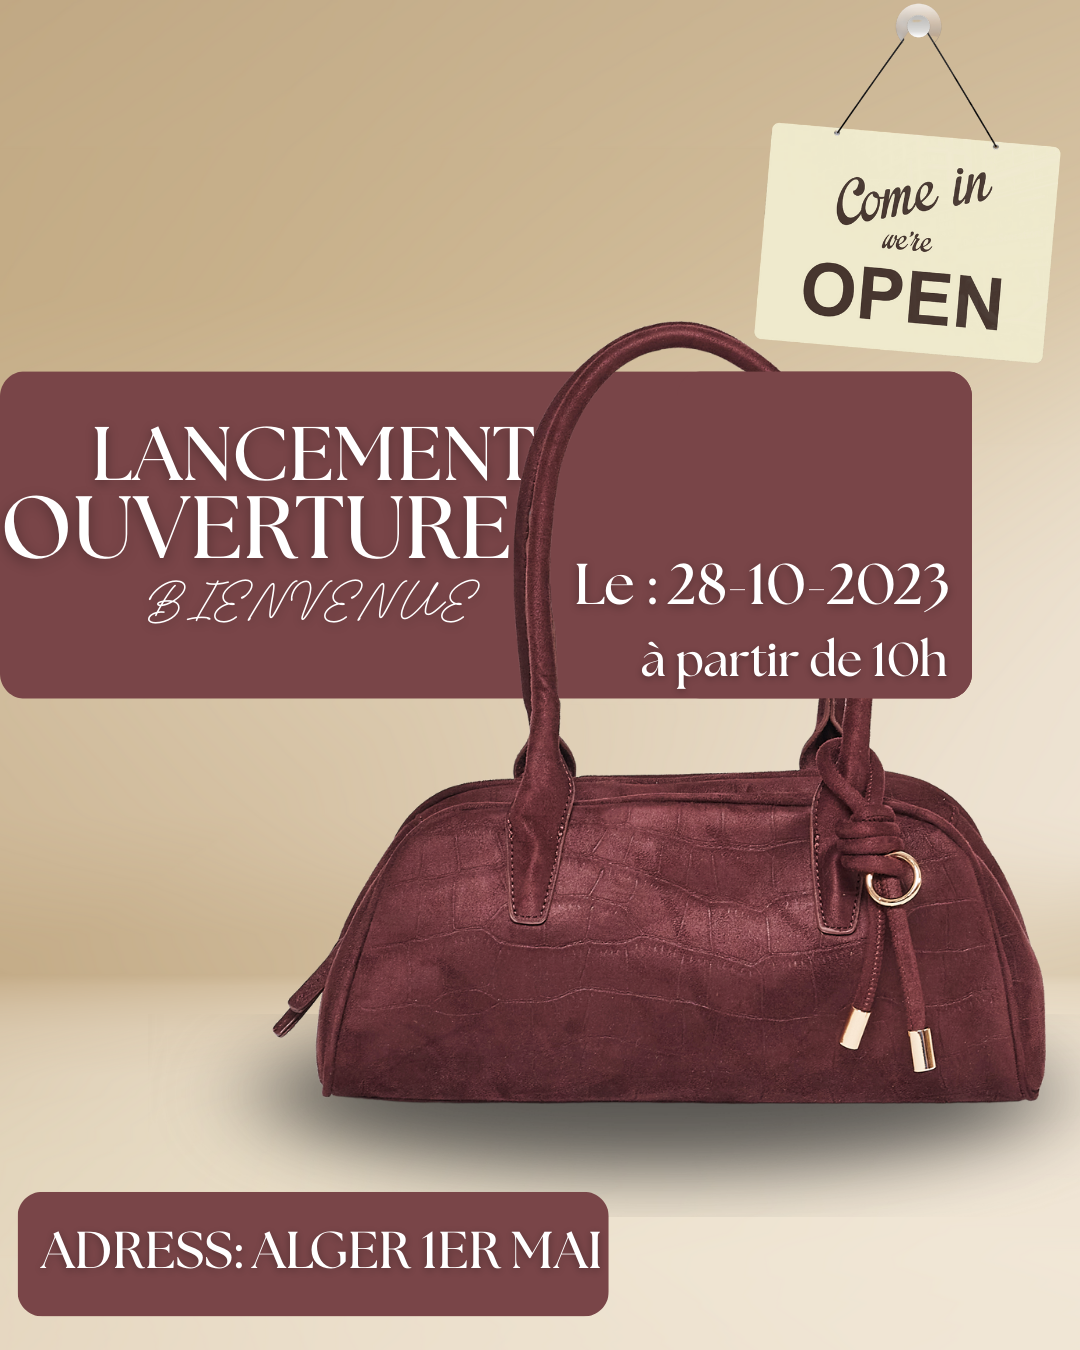 Come in
we're
OPEN
LANCEMENT
OUVERTURE
BIENVENUE
Le : 28-10-2023
à partir de 10h
ADRESS: ALGER 1ER MAI